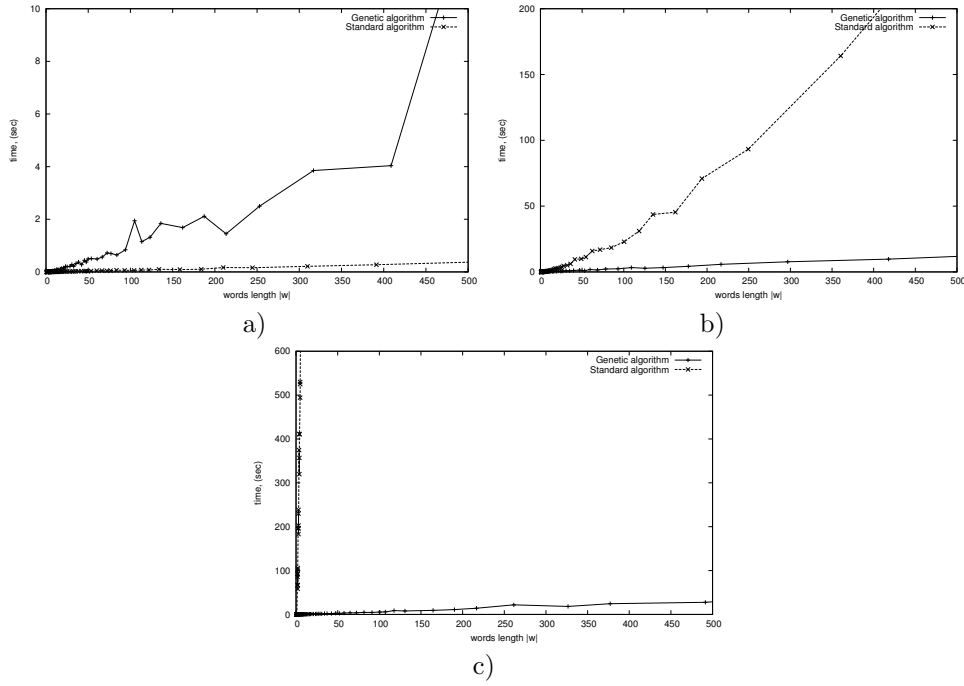 10
8
6
4
2
0
time, (sec)
0 50 100 150 200 250 300 350 400 450 500
words length |w|
Genetic algorithm
Standard algorithm
a)
200
150
100
50
0
time, (sec)
0 50 100 150 200 250 300 350 400 450 500
words length |w|
Genetic algorithm
Standard algorithm
b)
600
500
400
300
200
100
0
time, (sec)
0 50 100 150 200 250 300 350 400 450 500
words length |w|
Genetic algorithm
Standard algorithm
c)